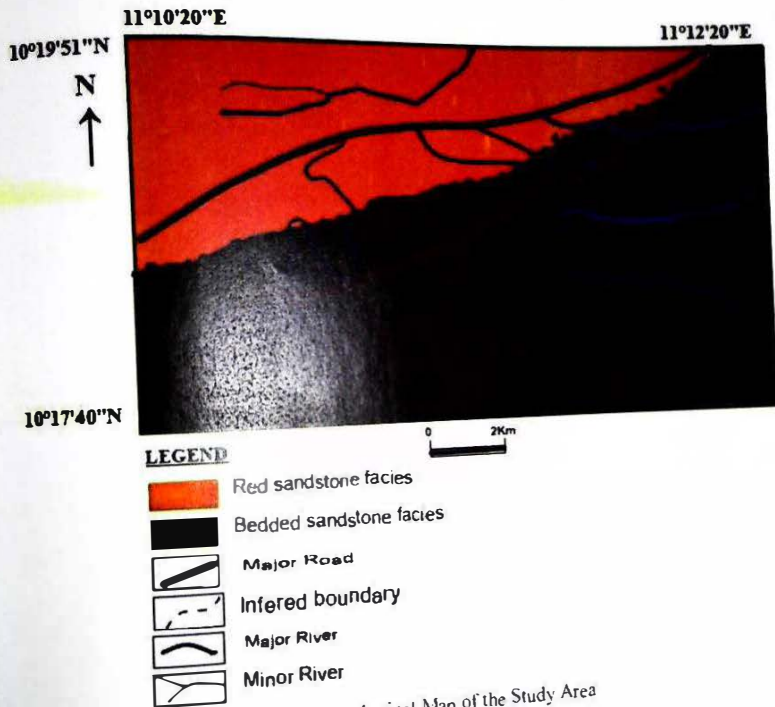 11°10'20"E
11°12'20"E
10°19'51"N
N
10°17'40"N
0 2Km
LEGEND
Red sandstone facies
Bedded sandstone facies
Major Road
Infered boundary
Major River
Minor River
Map of the Study Area